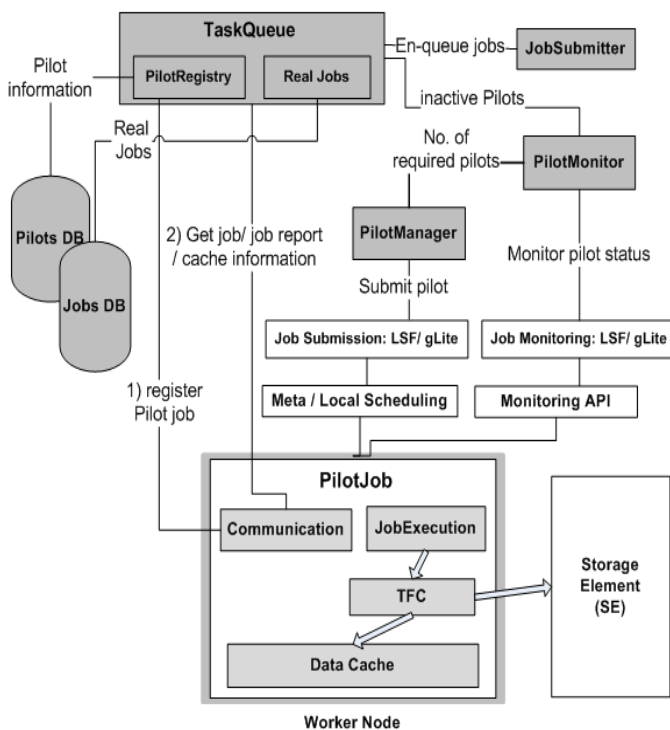 TaskQueue
PilotRegistry
Real Jobs
En-queue jobs
JobSubmitter
Pilot
information
inactive Pilots
Real
Jobs
No. of
required pilots
PilotMonitor
Pilots DB
Jobs DB
2) Get job/ job report
/ cache information
PilotManager
Monitor pilot status
Submit pilot
Job Submission: LSF/ gLite
Job Monitoring: LSF/ gLite
1) register
Pilot job
Meta / Local Scheduling
Monitoring API
PilotJob
Communication
JobExecution
TFC
Data Cache
Storage
Element
(SE)
Worker Node